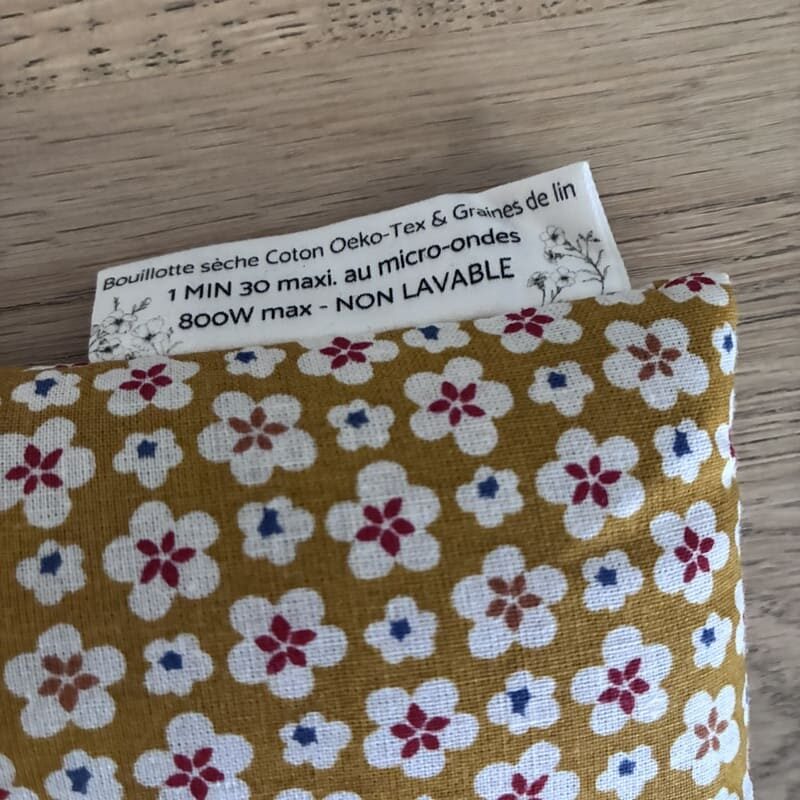 Bouillotte sèche Coton Oeko-Tex & Graines de lin
1 MIN 30 maxi. au micro-ondes
800W max - NON LAVABLE